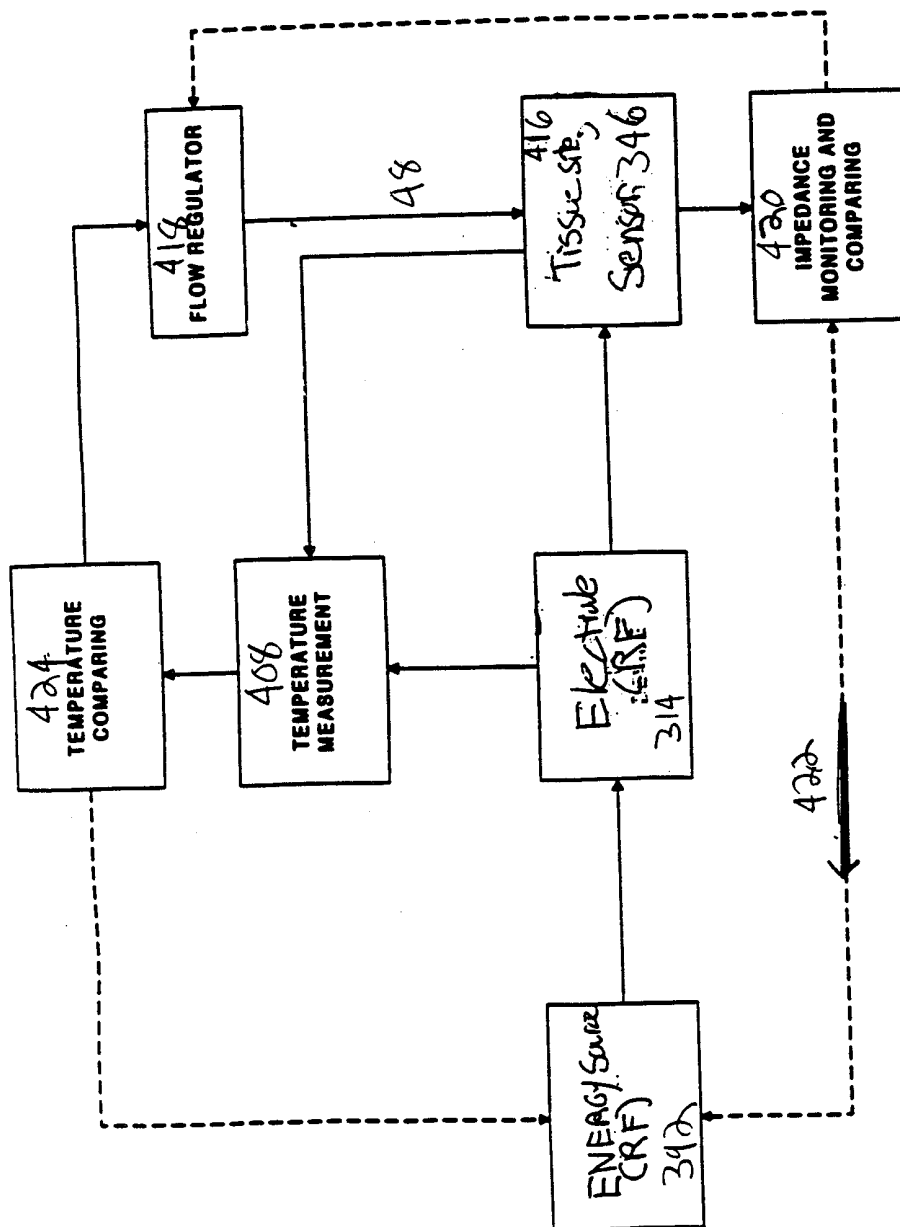 424
TEMPERATURE
COMPARING
418
FLOW REGULATOR
408
TEMPERATURE
MEASUREMENT
48
ENERGY Source
(RF)
392
Electrode
(RF)
314
416
Tissue site,
Sensor, 346
422
420
IMPEDANCE
MONITORING AND
COMPARING